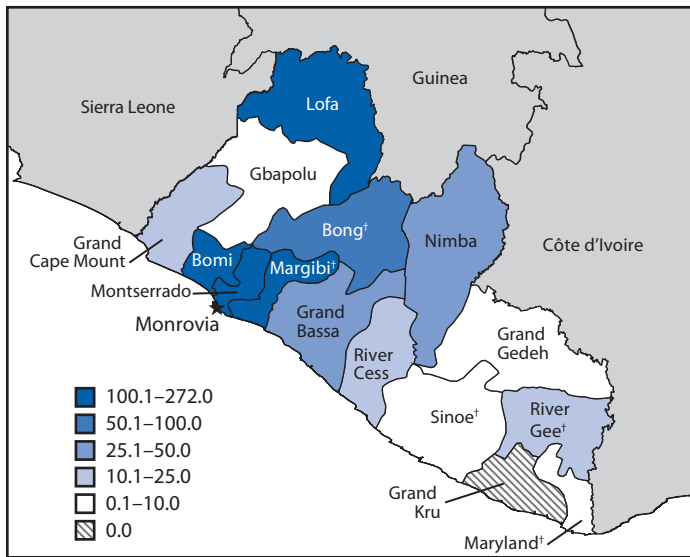 Guinea
Sierra Leone
Lofa
Gbapolu
Bong†
Nimba
Côte d'Ivoire
Grand
Cape Mount
Bomi
Margibi†
Montserrado
Monrovia
Grand
Bassa
River
Cess
Grand
Gedeh
Sinoe†
River
Gee†
Grand
Kru
Maryland†
100.1–272.0
50.1–100.0
25.1–50.0
10.1–25.0
0.1–10.0
0.0